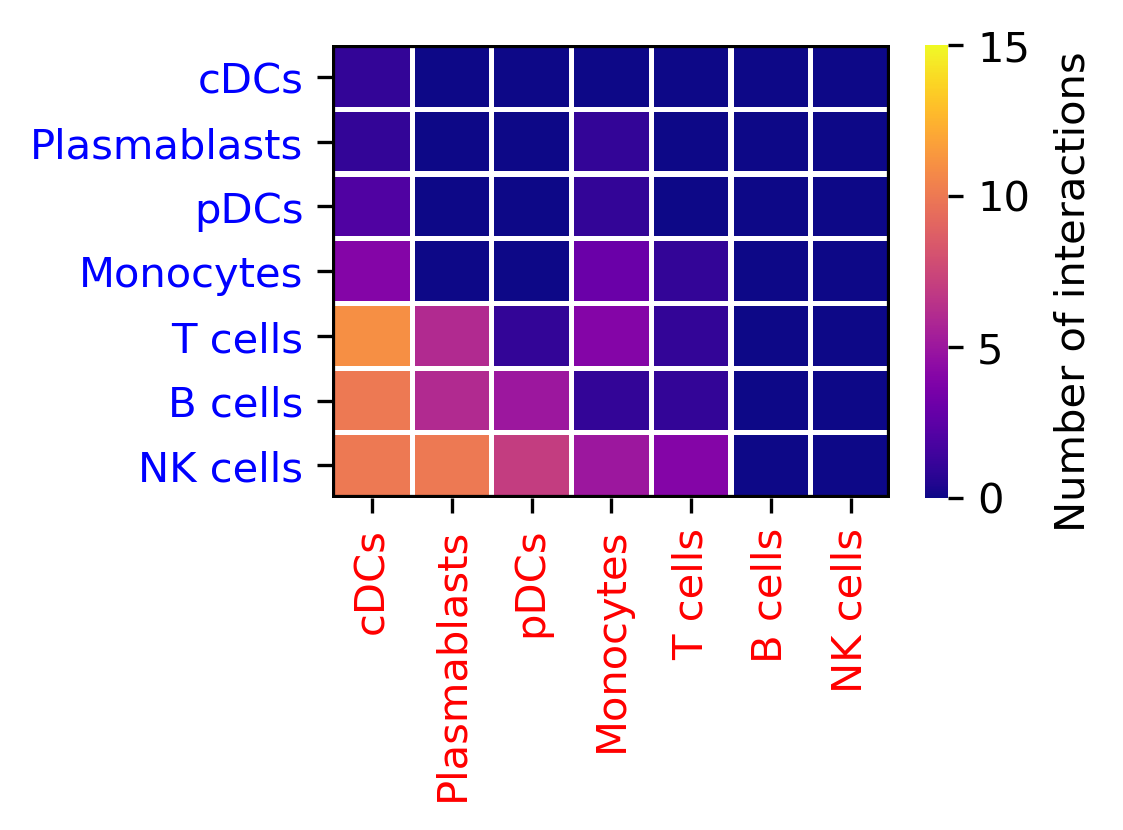 cDCs
Plasmablasts
pDCs
Monocytes
T cells
B cells
NK cells
cDCs
Plasmablasts
pDCs
Monocytes
T cells
B cells
NK cells
15
10
5
0
Number of interactions